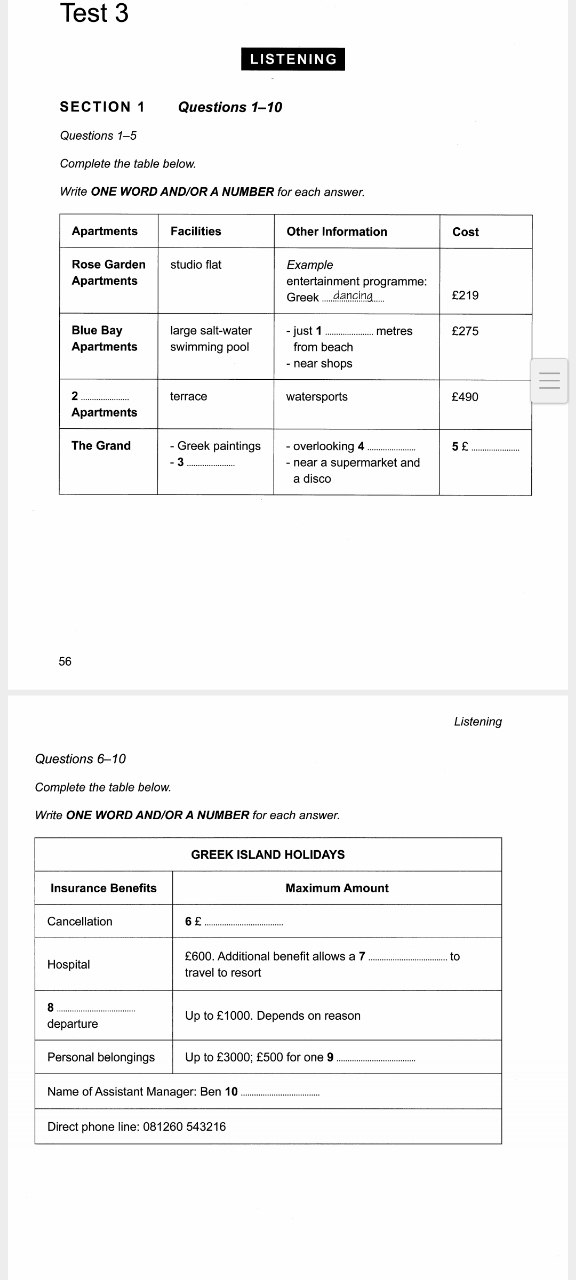 Test 3
LISTENING
SECTION 1 Questions 1–10
Questions 1–5
Complete the table below.
Write ONE WORD AND/OR A NUMBER for each answer.
Apartments Facilities Other Information Cost
Rose Garden Apartments studio flat Example
entertainment programme:
Greek dancing £219
Blue Bay Apartments large salt-water swimming pool - just 1 .................... metres from beach
- near shops £275
2 .................... Apartments terrace watersports £490
The Grand - Greek paintings
- 3 .................... - overlooking 4 ....................
- near a supermarket and a disco 5 £ ....................
56
Listening
Questions 6–10
Complete the table below.
Write ONE WORD AND/OR A NUMBER for each answer.
GREEK ISLAND HOLIDAYS
Insurance Benefits Maximum Amount
Cancellation 6 £ ................................
Hospital £600. Additional benefit allows a 7 ................................ to travel to resort
8 ................................ departure Up to £1000. Depends on reason
Personal belongings Up to £3000; £500 for one 9 ................................
Name of Assistant Manager: Ben 10 ................................
Direct phone line: 081260 543216